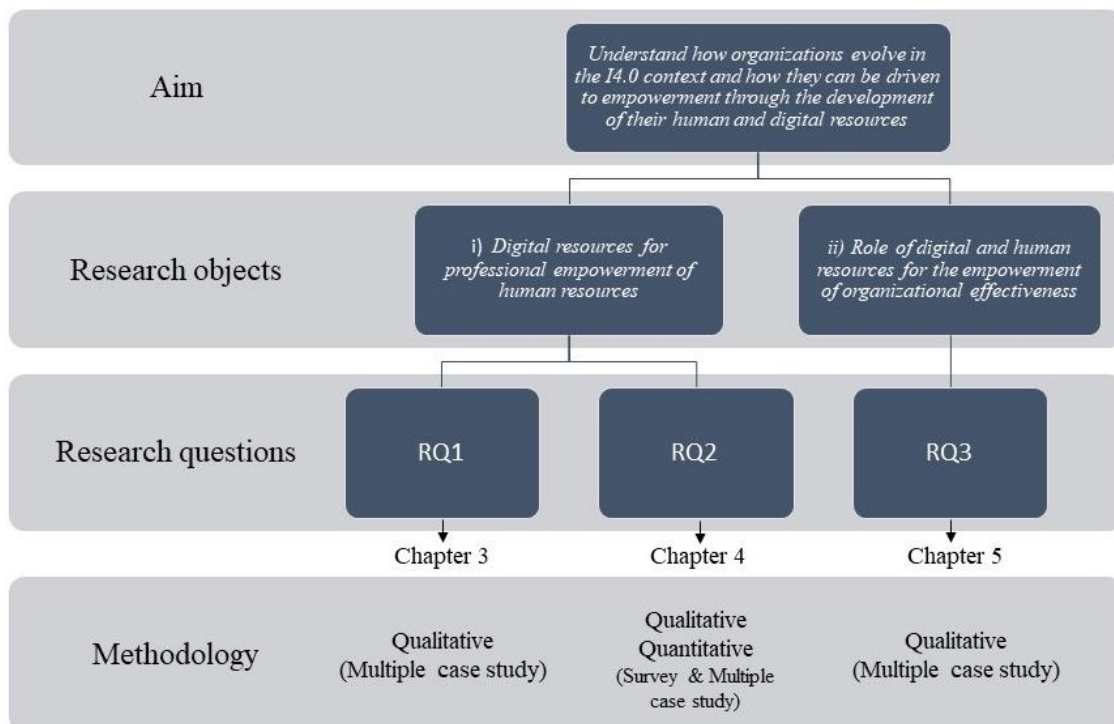 Aim
Understand how organizations evolve in
the I4.0 context and how they can be driven
to empowerment through the development
of their human and digital resources
Research objects
i) Digital resources for
professional empowerment of
human resources
ii) Role of digital and human
resources for the empowerment
of organizational effectiveness
Research questions
RQ1
RQ2
RQ3
Chapter 3
Chapter 4
Chapter 5
Methodology
Qualitative
(Multiple case study)
Qualitative
Quantitative
(Survey & Multiple
case study)
Qualitative
(Multiple case study)